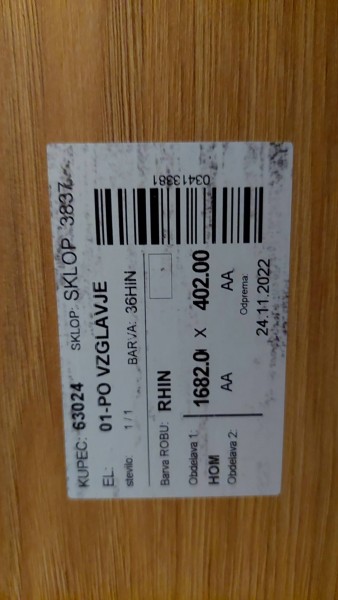 KUPEC: 63024 SKLOP: SKLOP 3837
EL: 01-PO VZGLAVJE
število: 1 / 1 BARVA: 36HIN
03413381
Barva ROBU: RHIN
Obdelava 1: 1682.0 X 402.00
HOM AA AA
Obdelava 2: Odprema:
24.11.2022